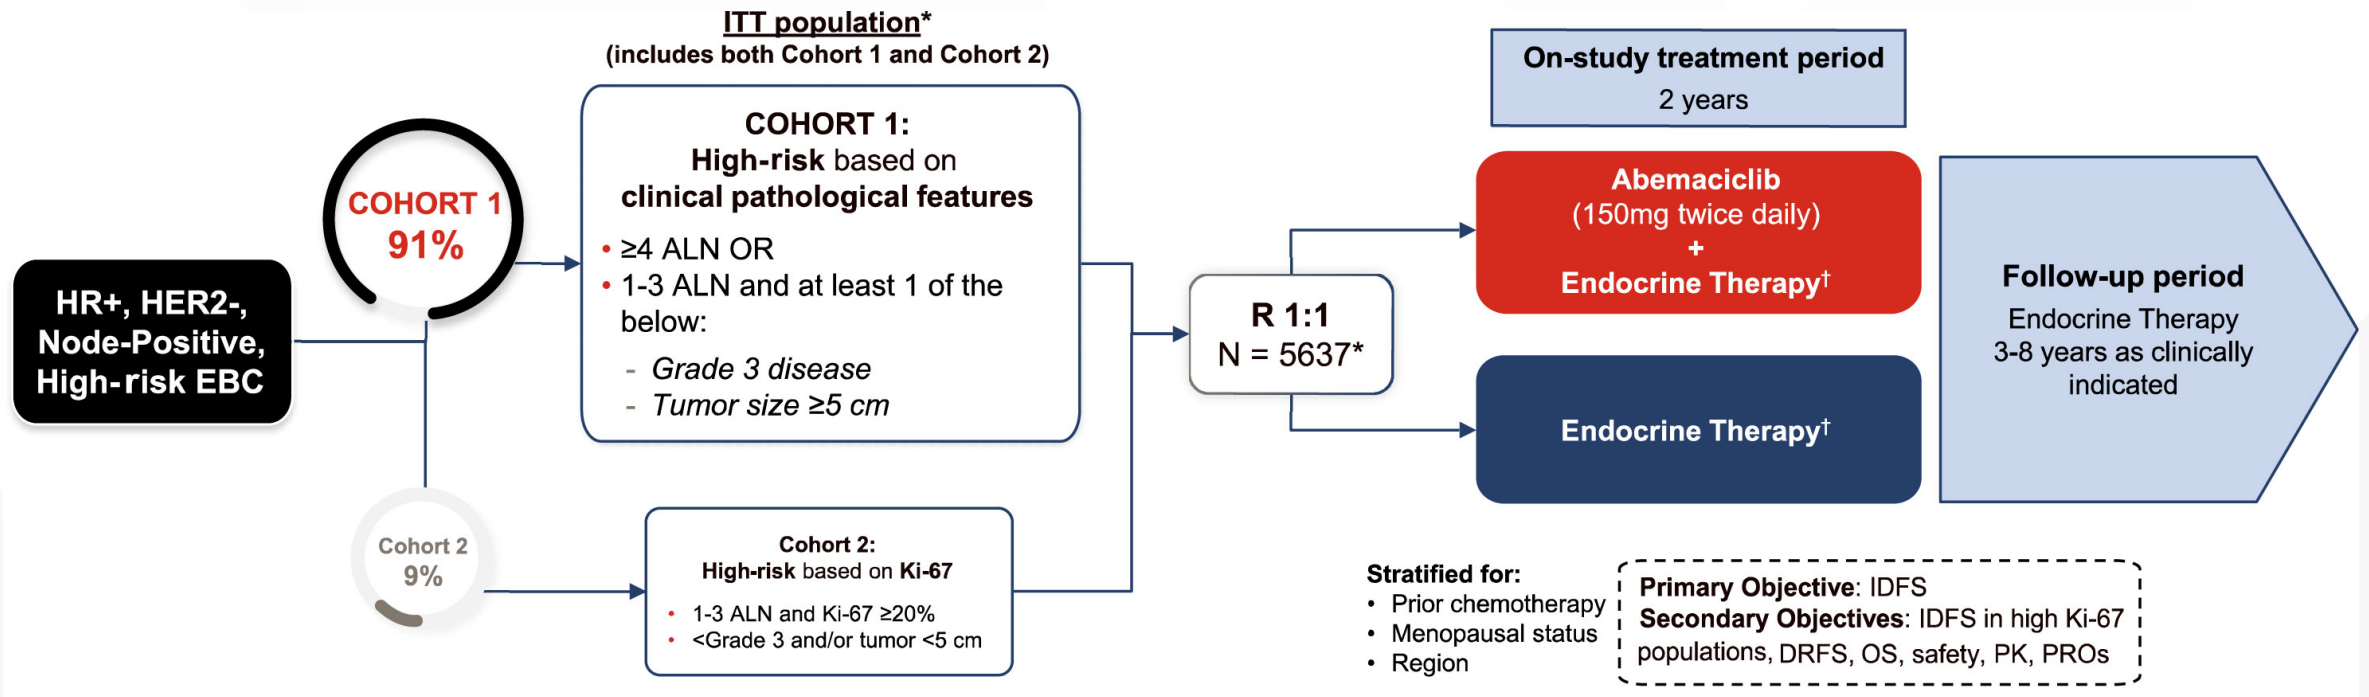 ITT population*
(includes both Cohort 1 and Cohort 2)
HR+, HER2-,
Node-Positive,
High-risk EBC
COHORT 1
91%
COHORT 1:
High-risk based on
clinical pathological features
• ≥4 ALN OR
• 1-3 ALN and at least 1 of the
below:
- Grade 3 disease
- Tumor size ≥5 cm
Cohort 2
9%
Cohort 2:
High-risk based on Ki-67
• 1-3 ALN and Ki-67 ≥20%
• <Grade 3 and/or tumor <5 cm
R 1:1
N = 5637*
On-study treatment period
2 years
Abemaciclib
(150mg twice daily)
+
Endocrine Therapy†
Endocrine Therapy†
Follow-up period
Endocrine Therapy
3-8 years as clinically
indicated
Stratified for:
• Prior chemotherapy
• Menopausal status
• Region
Primary Objective: IDFS
Secondary Objectives: IDFS in high Ki-67
populations, DRFS, OS, safety, PK, PROs